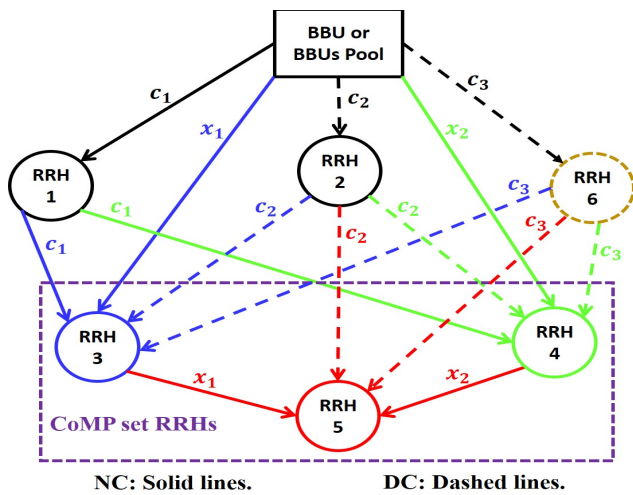 BBU or
BBUs Pool
c₁
x₁
c₂
x₂
c₃
RRH
1
RRH
2
RRH
6
c₁
c₁
c₂
c₂
c₂
c₃
c₃
c₃
RRH
3
RRH
4
x₁
x₂
RRH
5
CoMP set RRHs
NC: Solid lines. DC: Dashed lines.